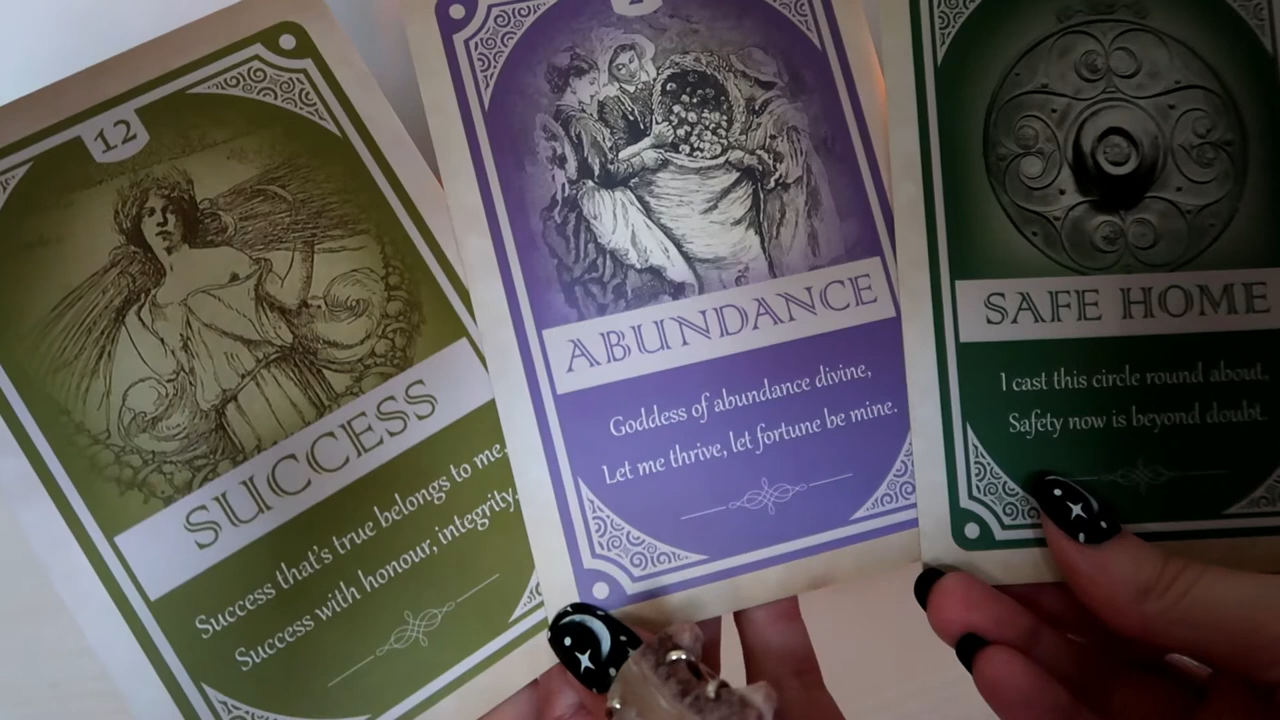 12
SUCCESS
Success that's true belongs to me,
Success with honour, integrity.
ABUNDANCE
Goddess of abundance divine,
Let me thrive, let fortune be mine.
SAFE HOME
I cast this circle round about,
Safety now is beyond doubt.